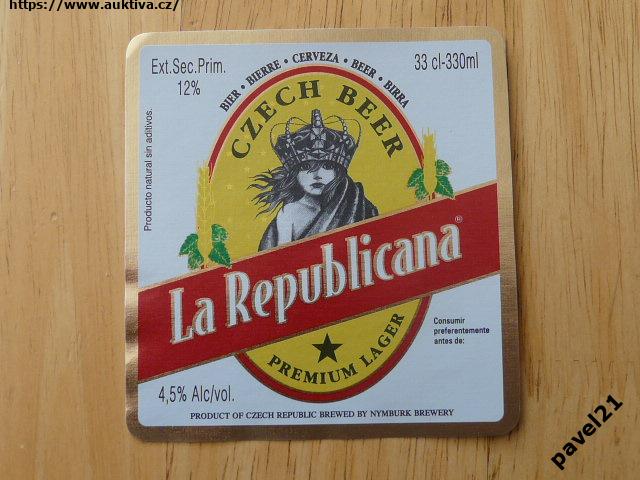 https://www.auktiva.cz/
Ext.Sec.Prim.
12%
33 cl-330ml
BIER • BIERRE • CERVEZA • BEER • BIRRA
CZECH BEER
Producto natural sin aditivos.
La Republicana®
PREMIUM LAGER
Consumir
preferentemente
antes de:
4,5% Alc/vol.
PRODUCT OF CZECH REPUBLIC BREWED BY NYMBURK BREWERY
pavel21